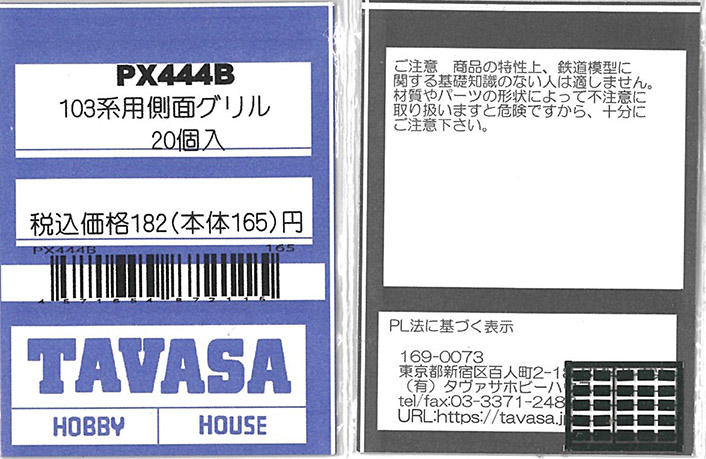 PX444B
103系用側面グリル
20個入
税込価格182(本体165)円
PX444B 165
TAVASA
HOBBY HOUSE
ご注意 商品の特性上、鉄道模型に
関する基礎知識のない人は適しません。
材質やパーツの形状によって不注意に
取り扱いますと危険ですから、十分に
ご注意下さい。
PL法に基づく表示
169-0073
東京都新宿区百人町2-1
(有)タヴァサホビーハ
tel/fax:03-3371-248
URL:https://tavasa.j